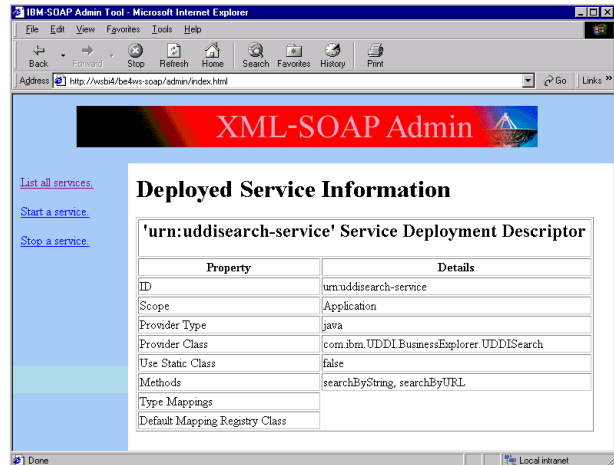 IBM-SOAP Admin Tool - Microsoft Internet Explorer
File Edit View Favorites Tools Help
Back Forward Stop Refresh Home Search Favorites History Print
Address http://wsbi4/be4ws-soap/admin/index.html Go Links »
XML-SOAP Admin
List all services.
Start a service.
Stop a service.
Deployed Service Information
'urn:uddisearch-service' Service Deployment Descriptor
Property Details
ID urn:uddisearch-service
Scope Application
Provider Type java
Provider Class com.ibm.UDDI.BusinessExplorer.UDDISearch
Use Static Class false
Methods searchByString, searchByURL
Type Mappings
Default Mapping Registry Class
Done Local intranet